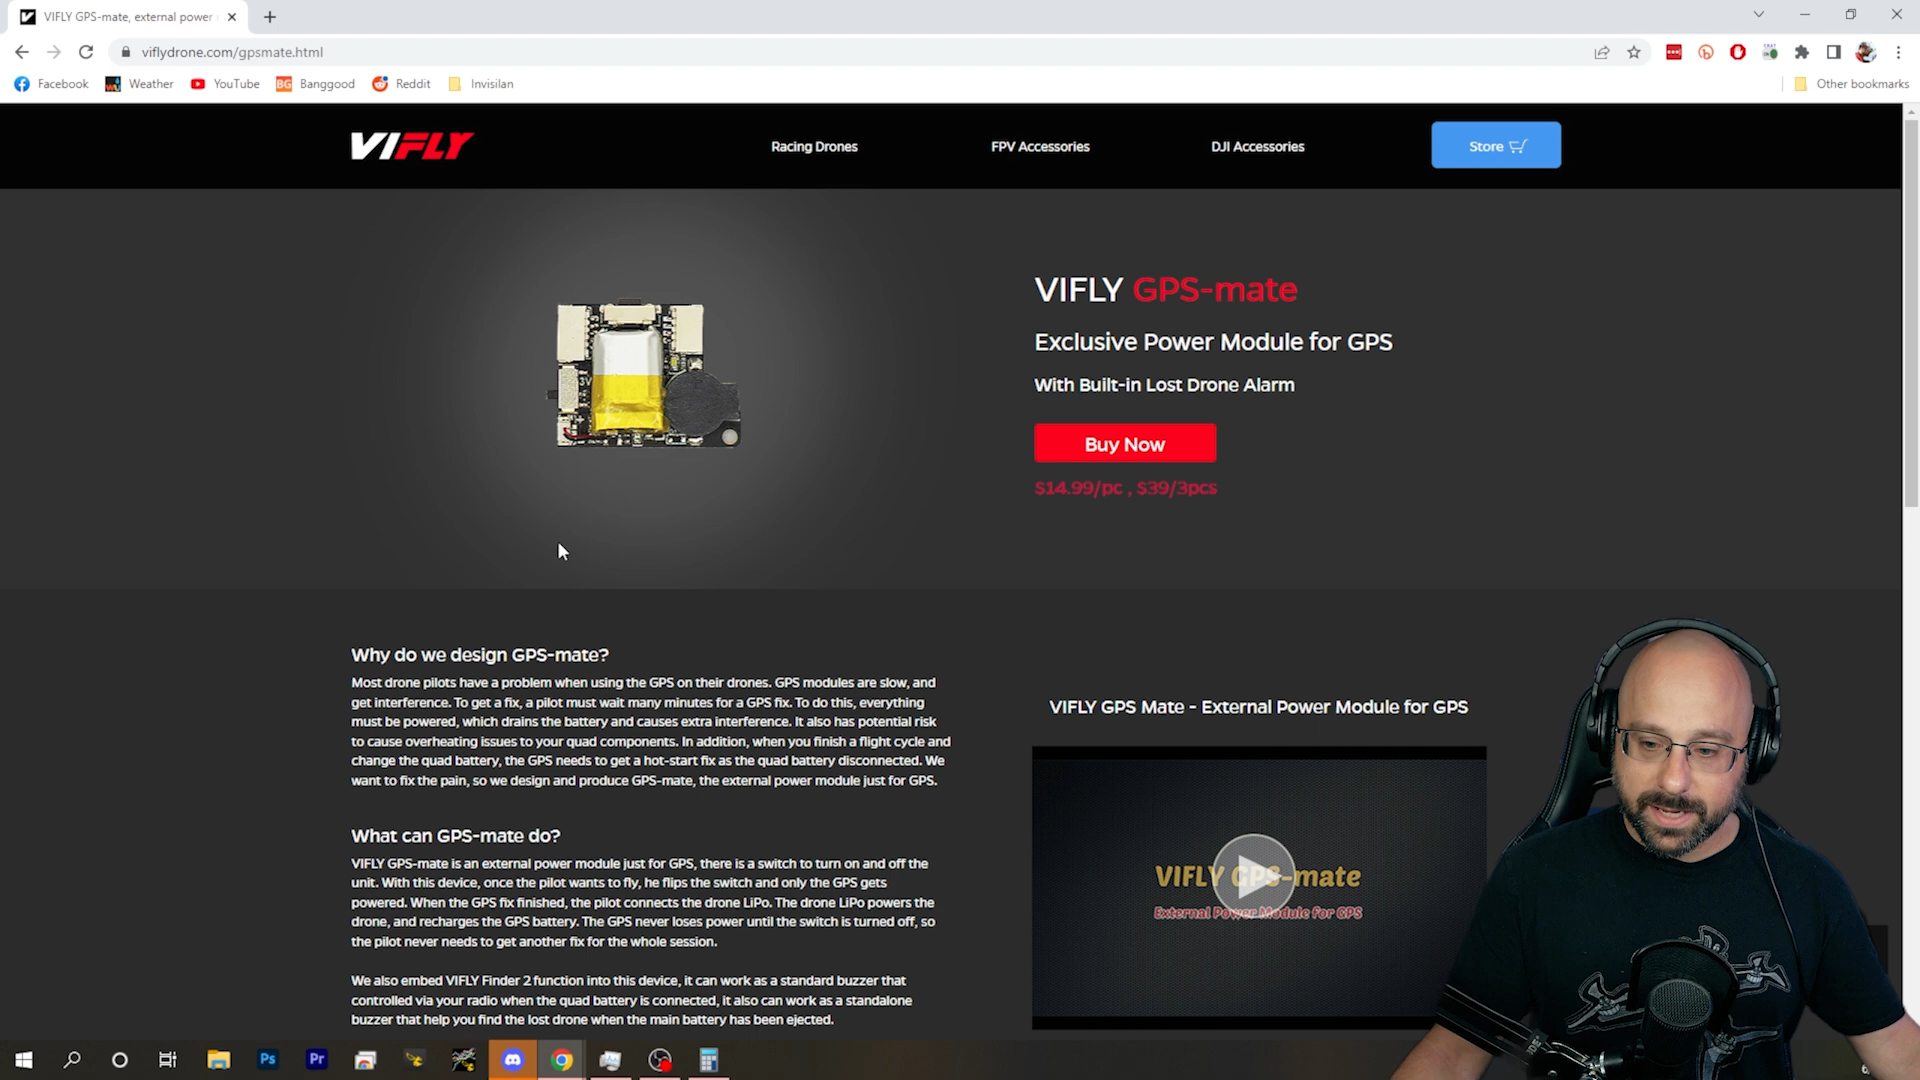 VIFLY GPS-mate, external power
viflydrone.com/gpsmate.html
Facebook
Weather
YouTube
BG Banggood
Reddit
Invisilan
Other bookmarks
VIFLY
Racing Drones
FPV Accessories
DJI Accessories
Store
VIFLY GPS-mate
Exclusive Power Module for GPS
With Built-in Lost Drone Alarm
Buy Now
$14.99/pc , $39/3pcs
Why do we design GPS-mate?
Most drone pilots have a problem when using the GPS on their drones. GPS modules are slow, and
get interference. To get a fix, a pilot must wait many minutes for a GPS fix. To do this, everything
must be powered, which drains the battery and causes extra interference. It also has potential risk
to cause overheating issues to your quad components. In addition, when you finish a flight cycle and
change the quad battery, the GPS needs to get a hot-start fix as the quad battery disconnected. We
want to fix the pain, so we design and produce GPS-mate, the external power module just for GPS.
What can GPS-mate do?
VIFLY GPS-mate is an external power module just for GPS, there is a switch to turn on and off the
unit. With this device, once the pilot wants to fly, he flips the switch and only the GPS gets
powered. When the GPS fix finished, the pilot connects the drone LiPo. The drone LiPo powers the
drone, and recharges the GPS battery. The GPS never loses power until the switch is turned off, so
the pilot never needs to get another fix for the whole session.
We also embed VIFLY Finder 2 function into this device, it can work as a standard buzzer that
controlled via your radio when the quad battery is connected, it also can work as a standalone
buzzer that help you find the lost drone when the main battery has been ejected.
VIFLY GPS Mate - External Power Module for GPS
VIFLY GPS-mate
External Power Module for GPS
Ps
Pr